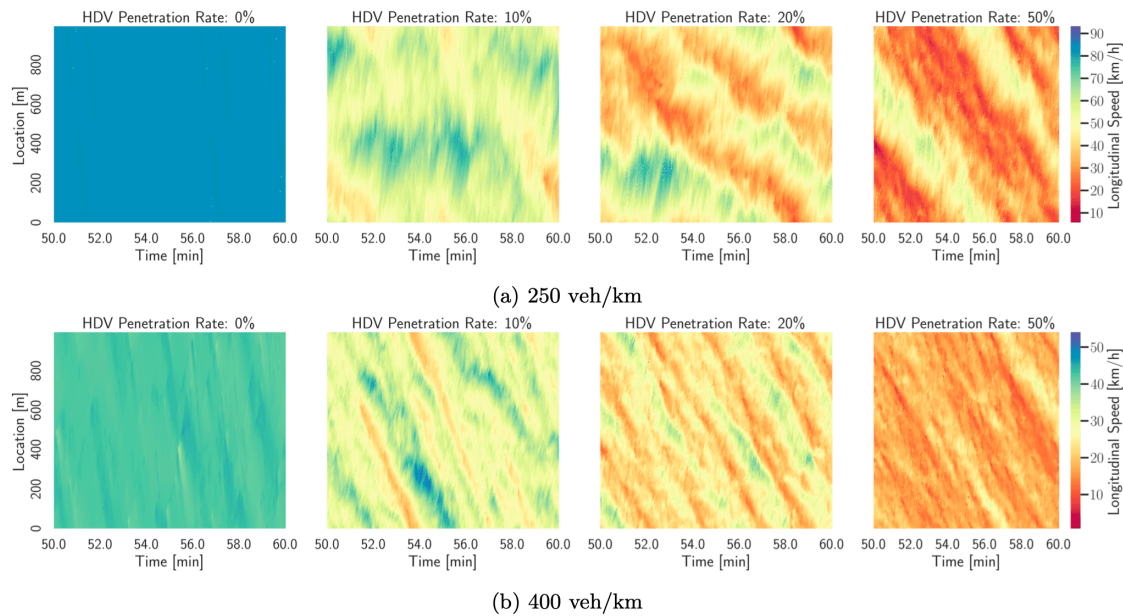 HDV Penetration Rate: 0% HDV Penetration Rate: 10% HDV Penetration Rate: 20% HDV Penetration Rate: 50%
Location [m]
800
600
400
200
0
50.0 52.0 54.0 56.0 58.0 60.0 50.0 52.0 54.0 56.0 58.0 60.0 50.0 52.0 54.0 56.0 58.0 60.0 50.0 52.0 54.0 56.0 58.0 60.0
Time [min] Time [min] Time [min] Time [min]
90
80
70
60
50
40
30
20
10
Longitudinal Speed [km/h]
(a) 250 veh/km
HDV Penetration Rate: 0% HDV Penetration Rate: 10% HDV Penetration Rate: 20% HDV Penetration Rate: 50%
Location [m]
800
600
400
200
0
50.0 52.0 54.0 56.0 58.0 60.0 50.0 52.0 54.0 56.0 58.0 60.0 50.0 52.0 54.0 56.0 58.0 60.0 50.0 52.0 54.0 56.0 58.0 60.0
Time [min] Time [min] Time [min] Time [min]
50
40
30
20
10
Longitudinal Speed [km/h]
(b) 400 veh/km